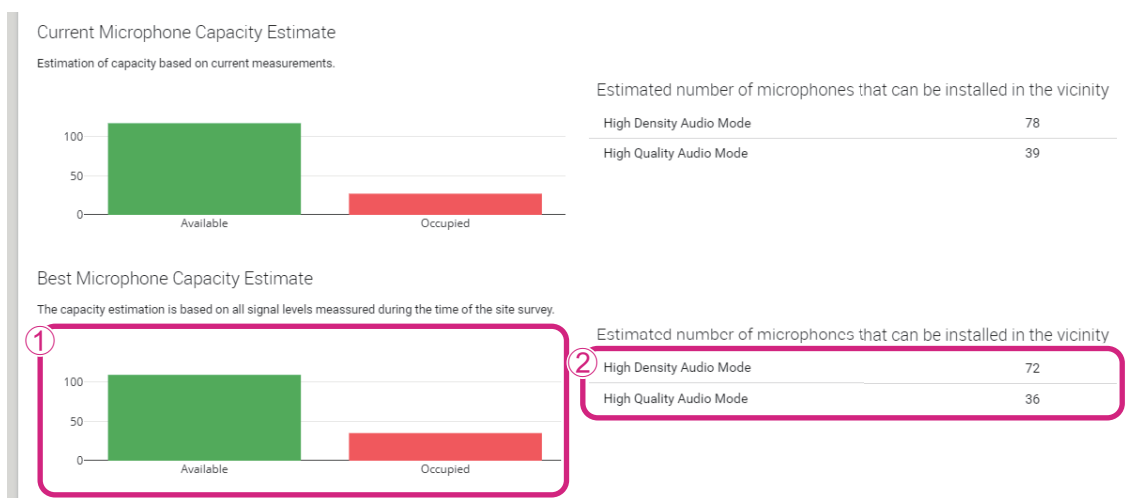 Current Microphone Capacity Estimate
Estimation of capacity based on current measurements.
Estimated number of microphones that can be installed in the vicinity
High Density Audio Mode 78
High Quality Audio Mode 39
100
50
0
Available Occupied
Best Microphone Capacity Estimate
The capacity estimation is based on all signal levels meassured during the time of the site survey.
1
Estimated number of microphones that can be installed in the vicinity
2
High Density Audio Mode 72
High Quality Audio Mode 36
100
50
0
Available Occupied